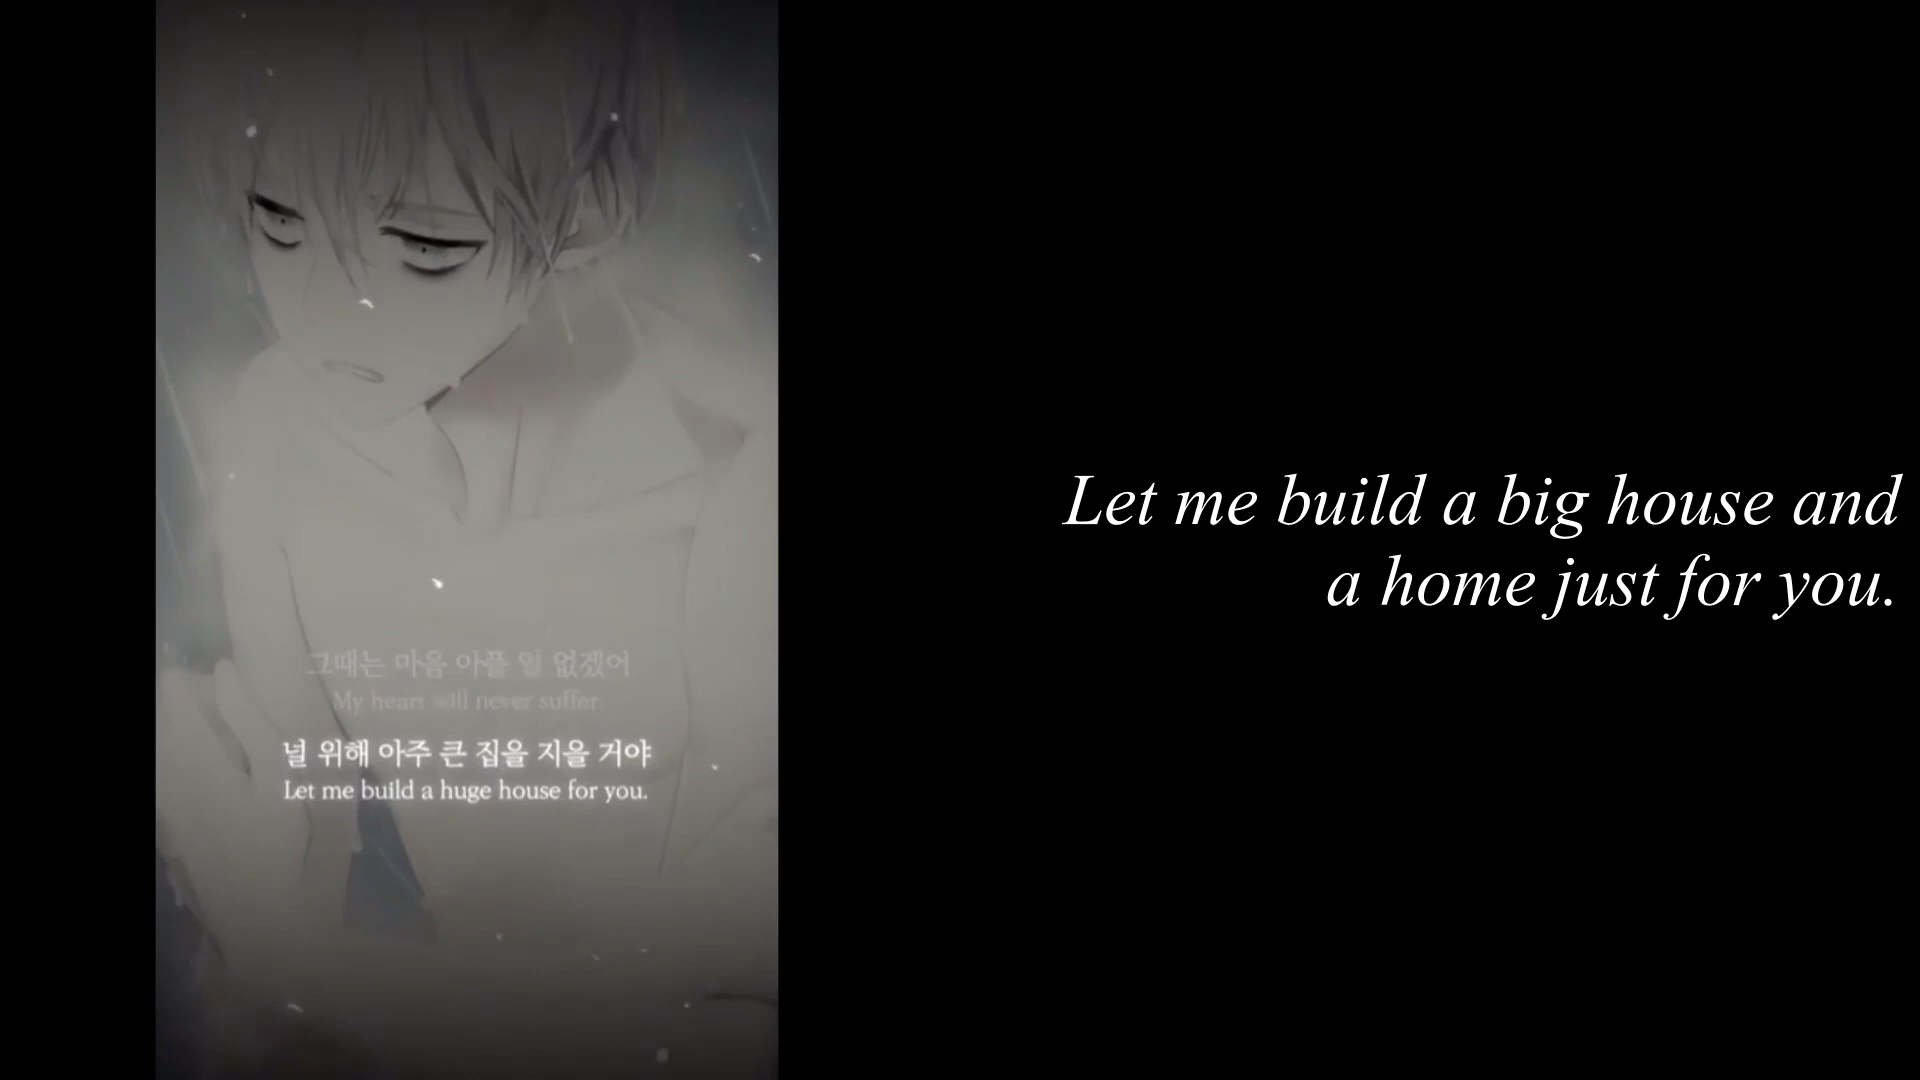 그때는 마음 아플 일 없겠어
My heart will never suffer.
널 위해 아주 큰 집을 지을 거야
Let me build a huge house for you.
Let me build a big house and
a home just for you.